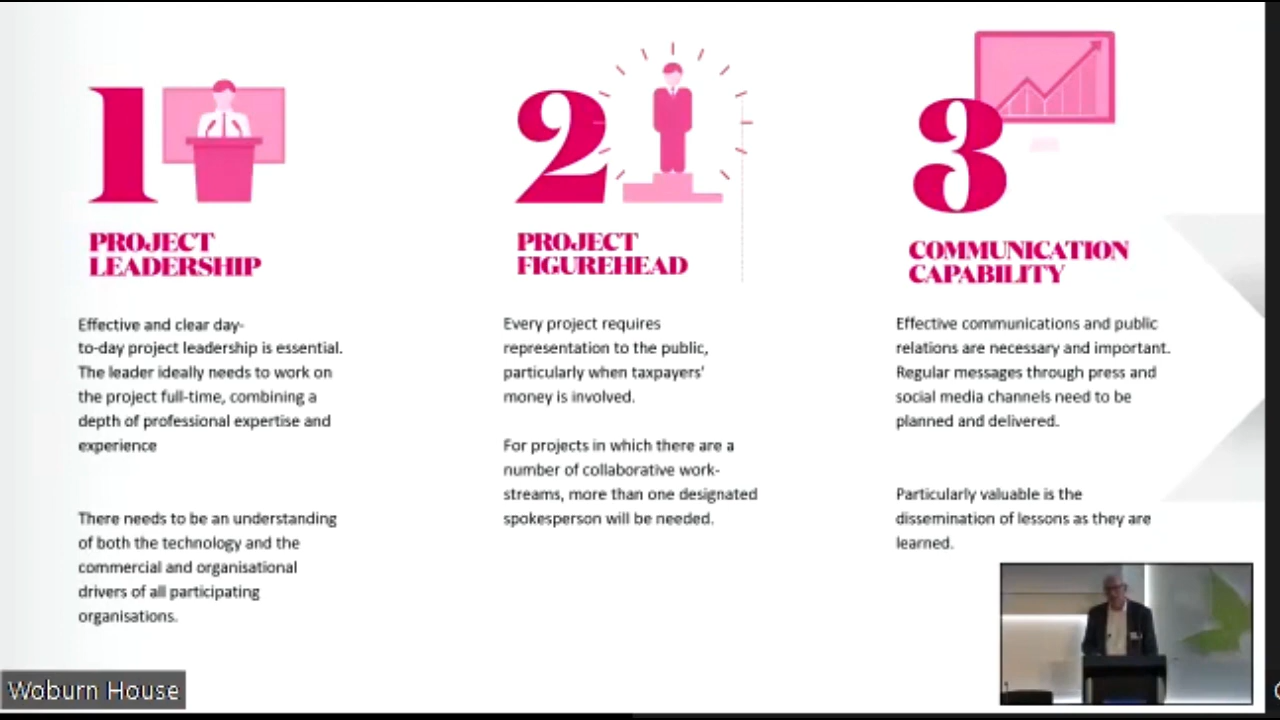 1
PROJECT
LEADERSHIP
Effective and clear day-
to-day project leadership is essential.
The leader ideally needs to work on
the project full-time, combining a
depth of professional expertise and
experience
There needs to be an understanding
of both the technology and the
commercial and organisational
drivers of all participating
organisations.
2
PROJECT
FIGUREHEAD
Every project requires
representation to the public,
particularly when taxpayers'
money is involved.
For projects in which there are a
number of collaborative work-
streams, more than one designated
spokesperson will be needed.
3
COMMUNICATION
CAPABILITY
Effective communications and public
relations are necessary and important.
Regular messages through press and
social media channels need to be
planned and delivered.
Particularly valuable is the
dissemination of lessons as they are
learned.
Woburn House